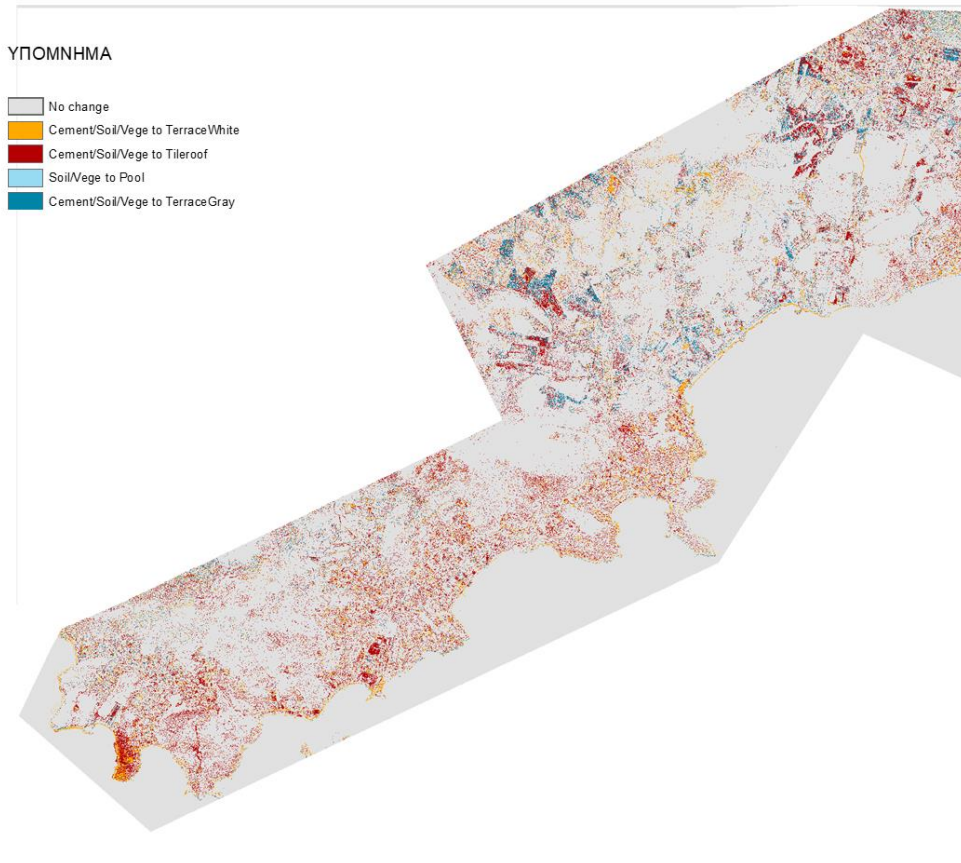 ΥΠΟΜΝΗΜΑ
No change
Cement/Soil/Vege to TerraceWhite
Cement/Soil/Vege to Tileroof
Soil/Vege to Pool
Cement/Soil/Vege to TerraceGray